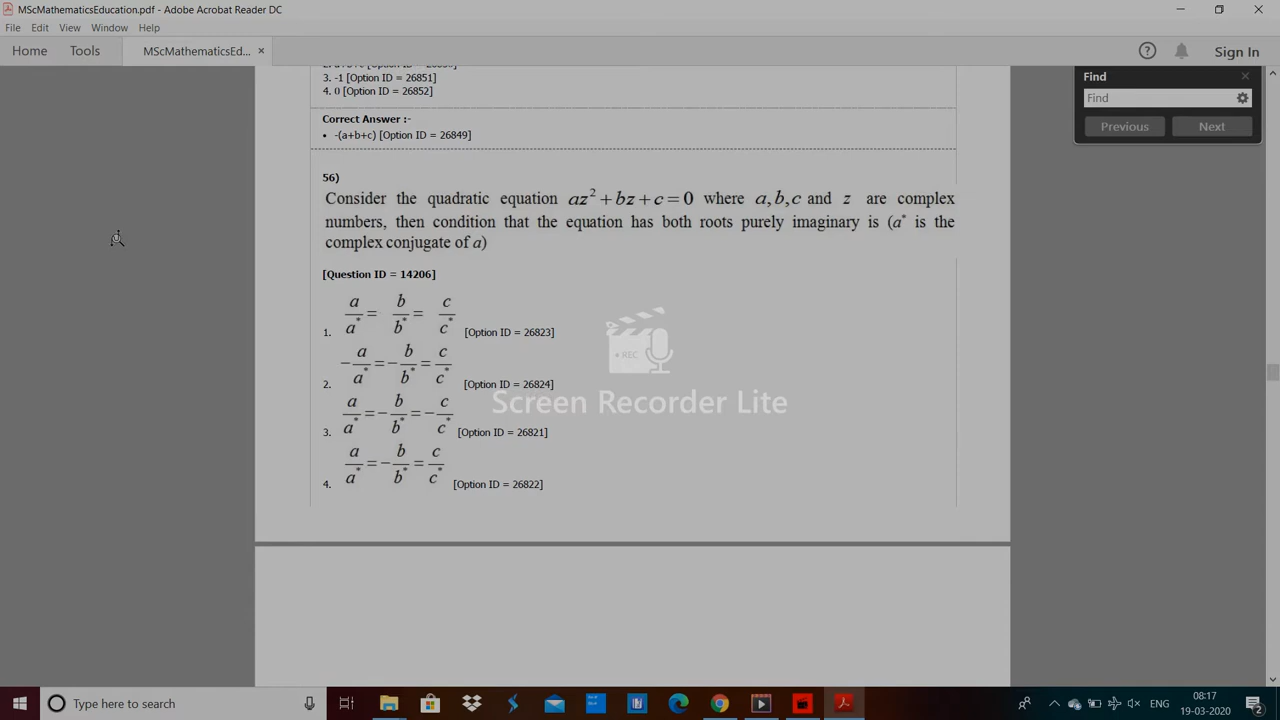 MScMathematicsEducation.pdf - Adobe Acrobat Reader DC
File Edit View Window Help
Home Tools MScMathematicsEd... × Sign In
3. -1 [Option ID = 26851]
4. 0 [Option ID = 26852]
Correct Answer :-
• -(a+b+c) [Option ID = 26849]
56)
Consider the quadratic equation az² + bz + c = 0 where a, b, c and z are complex
numbers, then condition that the equation has both roots purely imaginary is (a* is the
complex conjugate of a)
[Question ID = 14206]
1. a/a* = b/b* = c/c* [Option ID = 26823]
2. -a/a* = -b/b* = c/c* [Option ID = 26824]
3. a/a* = -b/b* = -c/c* [Option ID = 26821]
4. a/a* = -b/b* = c/c* [Option ID = 26822]
Find
Find
Previous Next
REC
Screen Recorder Lite
Type here to search
ENG
08:17
19-03-2020
2